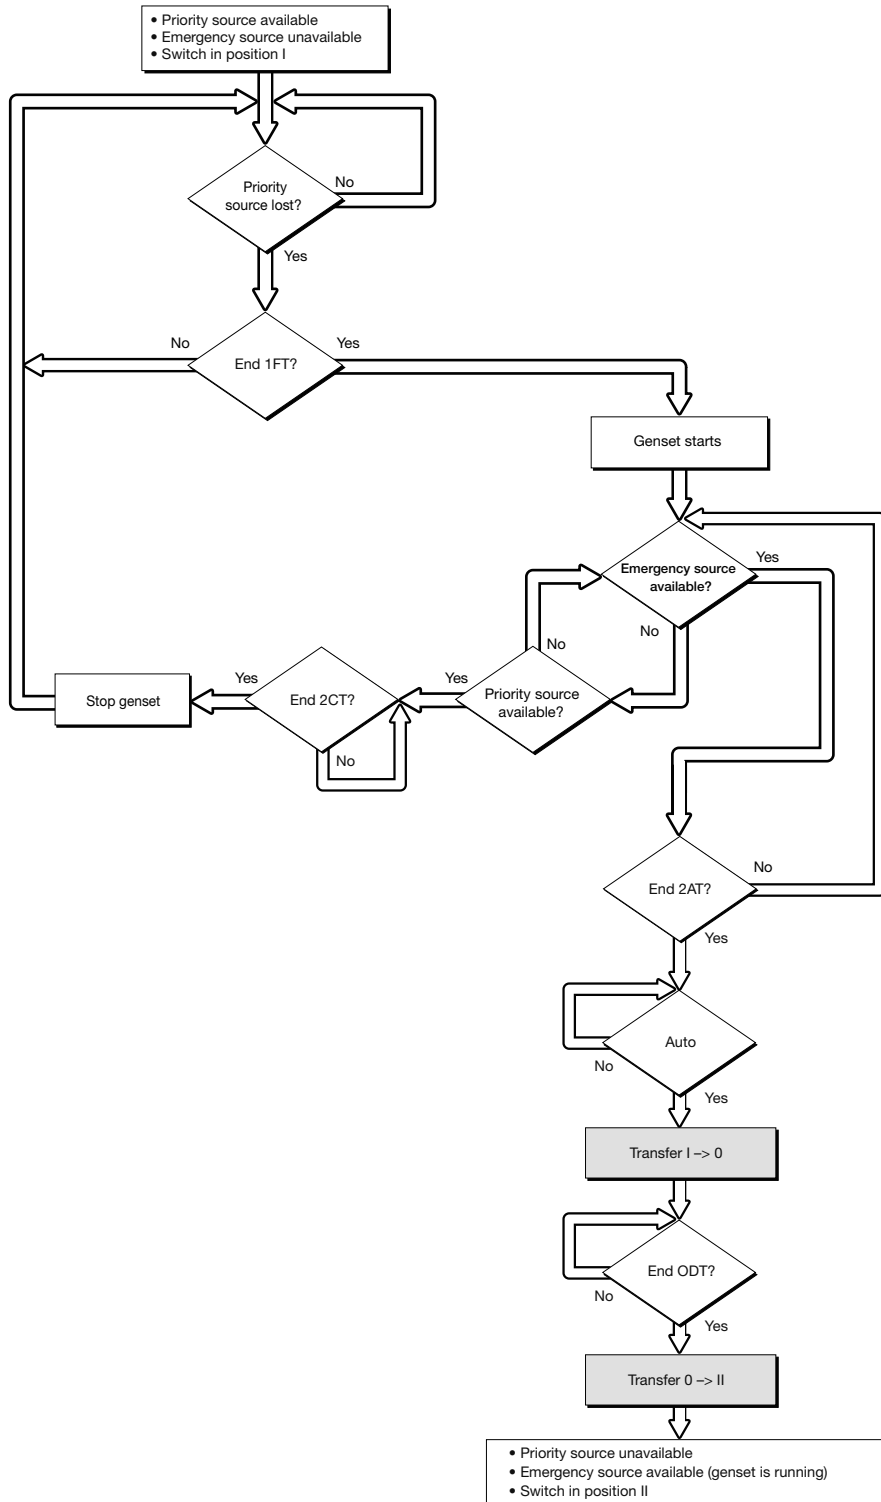 • Priority source available
• Emergency source unavailable
• Switch in position I
Priority
source lost?
No
Yes
End 1FT?
No
Yes
Genset starts
Emergency source
available?
Yes
No
No
Priority source
available?
Yes
End 2CT?
Yes
No
Stop genset
End 2AT?
No
Yes
Auto
No
Yes
Transfer I –> 0
End ODT?
No
Yes
Transfer 0 –> II
• Priority source unavailable
• Emergency source available (genset is running)
• Switch in position II